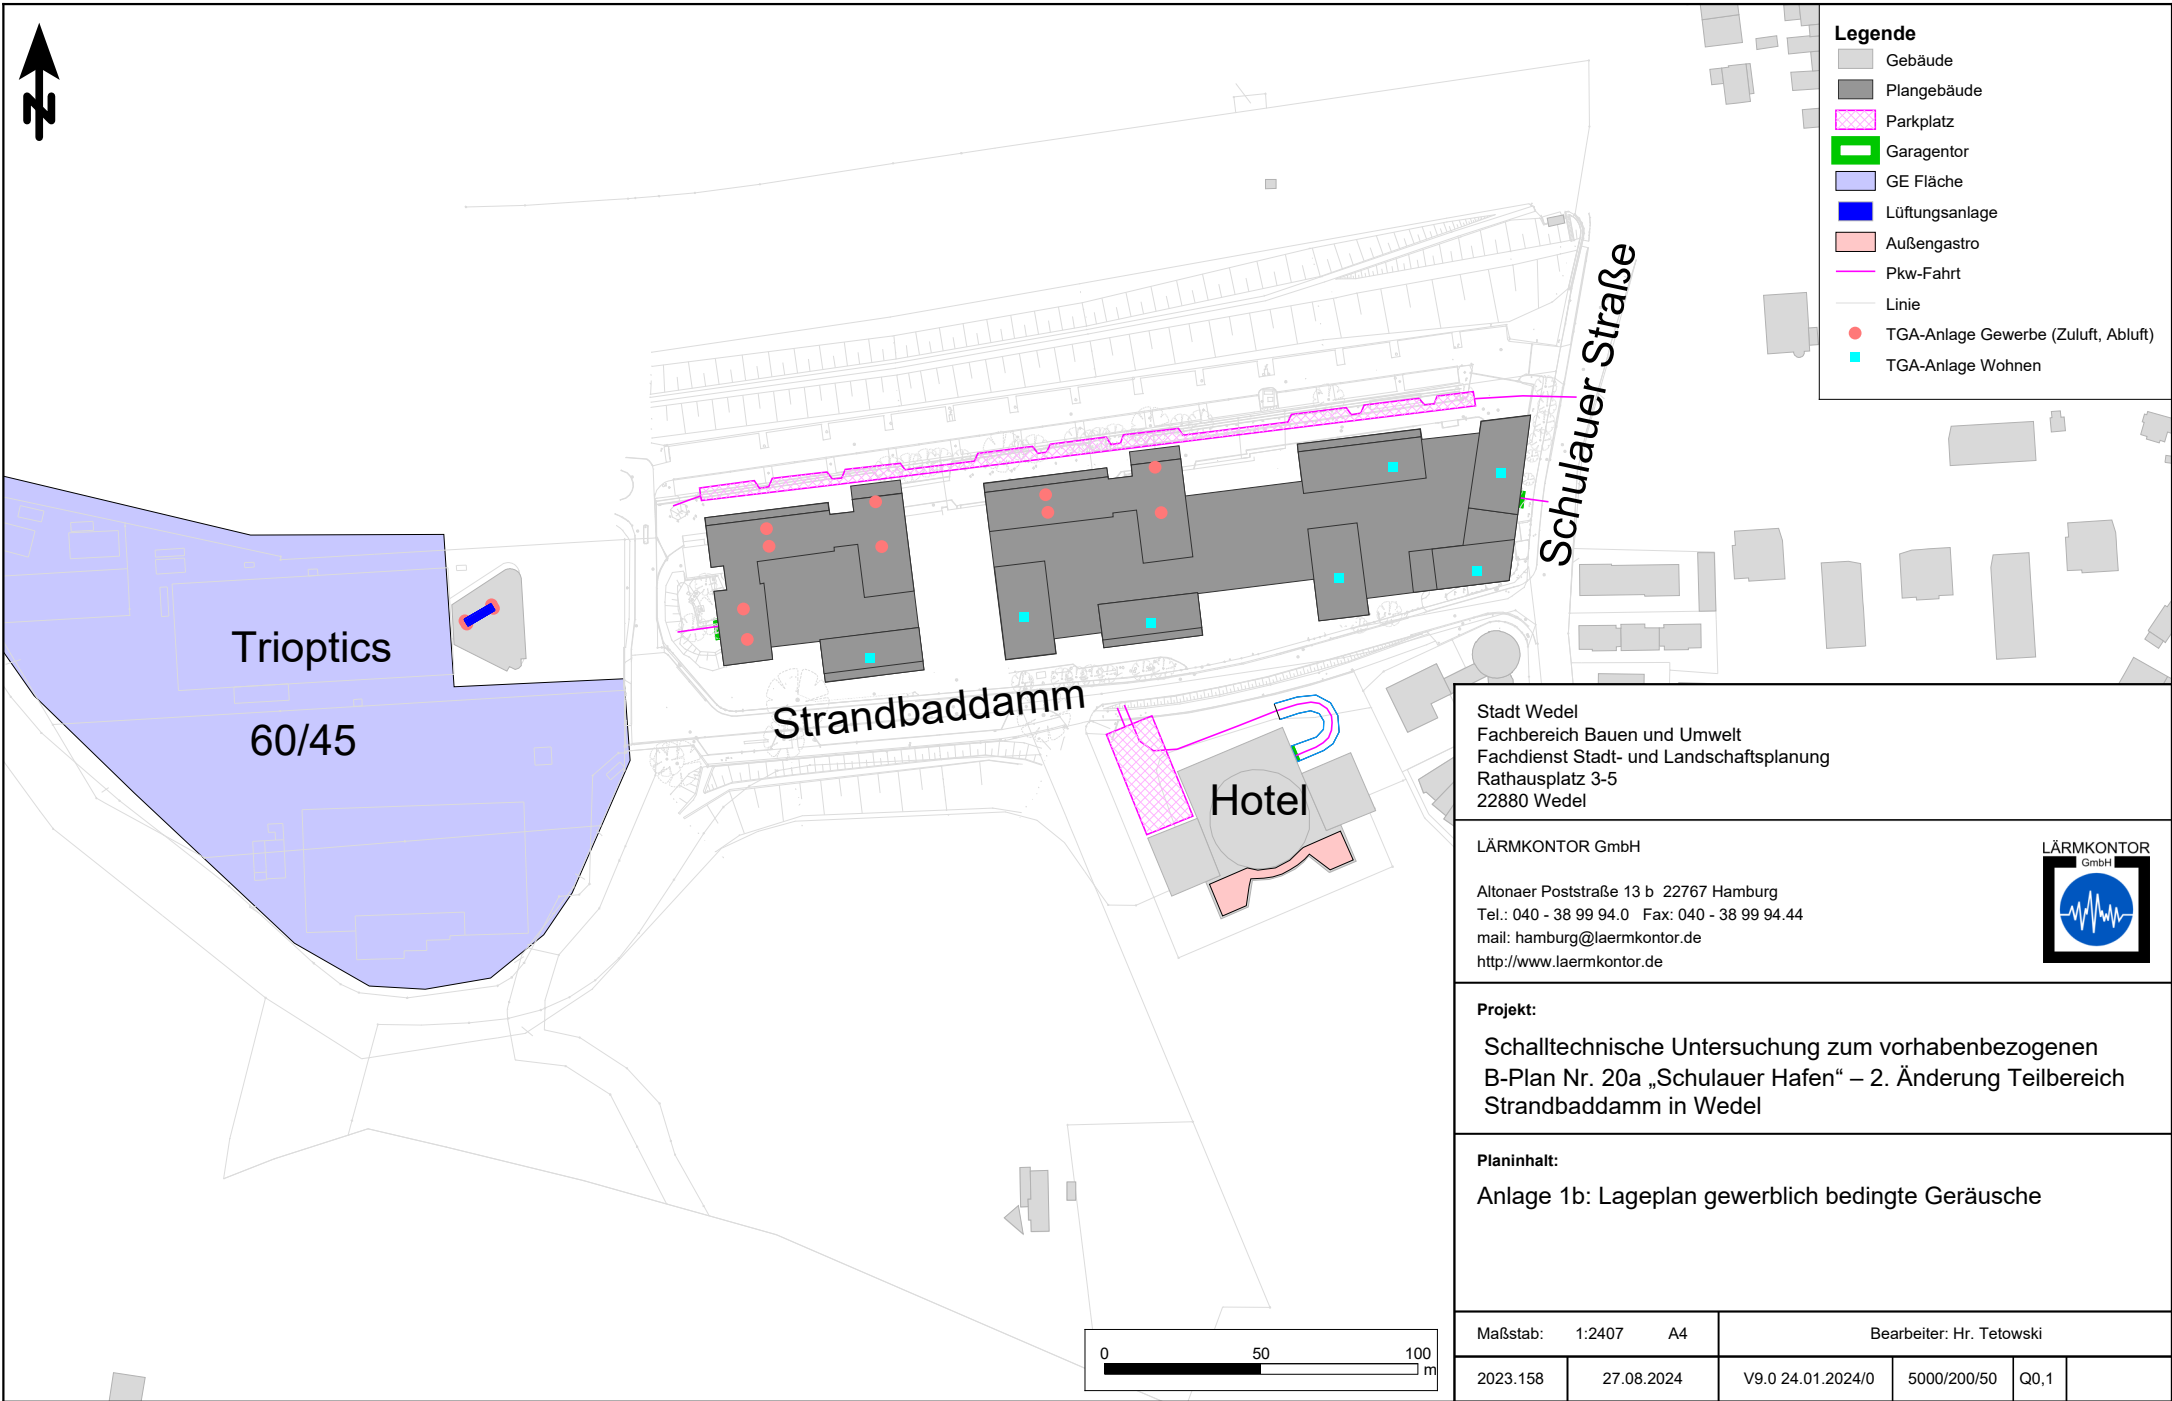 N
Legende
Gebäude
Plangebäude
Parkplatz
Garagentor
GE Fläche
Lüftungsanlage
Außengastro
Pkw-Fahrt
Linie
TGA-Anlage Gewerbe (Zuluft, Abluft)
TGA-Anlage Wohnen
Schulauer Straße
Trioptics
60/45
Strandbaddamm
Hotel
Stadt Wedel
Fachbereich Bauen und Umwelt
Fachdienst Stadt- und Landschaftsplanung
Rathausplatz 3-5
22880 Wedel
LÄRMKONTOR GmbH
Altonaer Poststraße 13 b 22767 Hamburg
Tel.: 040 - 38 99 94.0 Fax: 040 - 38 99 94.44
mail: hamburg@laermkontor.de
http://www.laermkontor.de
LÄRMKONTOR
GmbH
Projekt:
Schalltechnische Untersuchung zum vorhabenbezogenen
B-Plan Nr. 20a „Schulauer Hafen“ – 2. Änderung Teilbereich
Strandbaddamm in Wedel
Planinhalt:
Anlage 1b: Lageplan gewerblich bedingte Geräusche
0 50 100
m
Maßstab: 1:2407 A4 Bearbeiter: Hr. Tetowski
2023.158 27.08.2024 V9.0 24.01.2024/0 5000/200/50 Q0,1